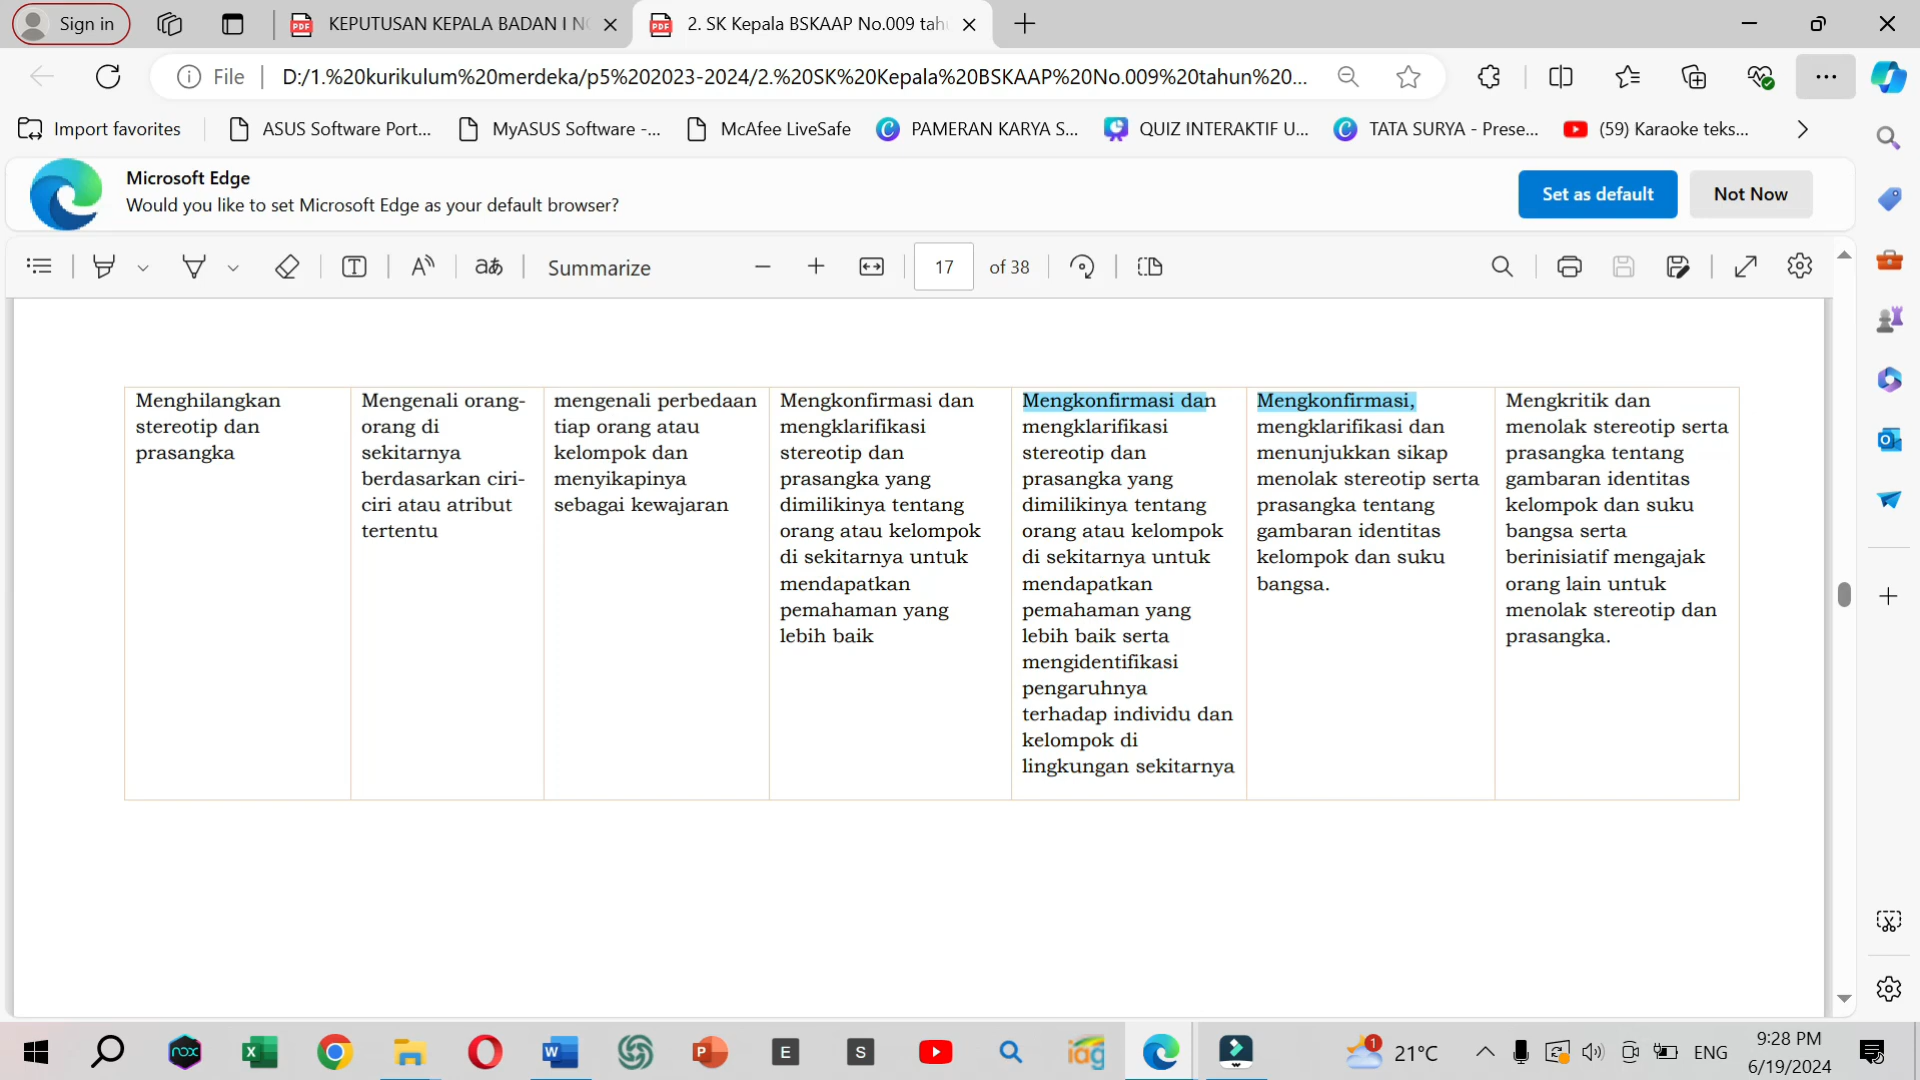 Sign in
KEPUTUSAN KEPALA BADAN I N
2. SK Kepala BSKAAP No.009 tah
File
D:/1.%20kurikulum%20merdeka/p5%202023-2024/2.%20SK%20Kepala%20BSKAAP%20No.009%20tahun%20...
Import favorites
ASUS Software Port...
MyASUS Software -...
McAfee LiveSafe
PAMERAN KARYA S...
QUIZ INTERAKTIF U...
TATA SURYA - Prese...
(59) Karaoke teks...
Microsoft Edge
Would you like to set Microsoft Edge as your default browser?
Set as default
Not Now
Summarize
17
of 38
Menghilangkan
stereotip dan
prasangka
Mengenali orang-
orang di
sekitarnya
berdasarkan ciri-
ciri atau atribut
tertentu
mengenali perbedaan
tiap orang atau
kelompok dan
menyikapinya
sebagai kewajaran
Mengkonfirmasi dan
mengklarifikasi
stereotip dan
prasangka yang
dimilikinya tentang
orang atau kelompok
di sekitarnya untuk
mendapatkan
pemahaman yang
lebih baik
Mengkonfirmasi dan
mengklarifikasi
stereotip dan
prasangka yang
dimilikinya tentang
orang atau kelompok
di sekitarnya untuk
mendapatkan
pemahaman yang
lebih baik serta
mengidentifikasi
pengaruhnya
terhadap individu dan
kelompok di
lingkungan sekitarnya
Mengkonfirmasi,
mengklarifikasi dan
menunjukkan sikap
menolak stereotip serta
prasangka tentang
gambaran identitas
kelompok dan suku
bangsa.
Mengkritik dan
menolak stereotip serta
prasangka tentang
gambaran identitas
kelompok dan suku
bangsa serta
berinisiatif mengajak
orang lain untuk
menolak stereotip dan
prasangka.
nox
E
S
iag
1
21°C
ENG
9:28 PM
6/19/2024